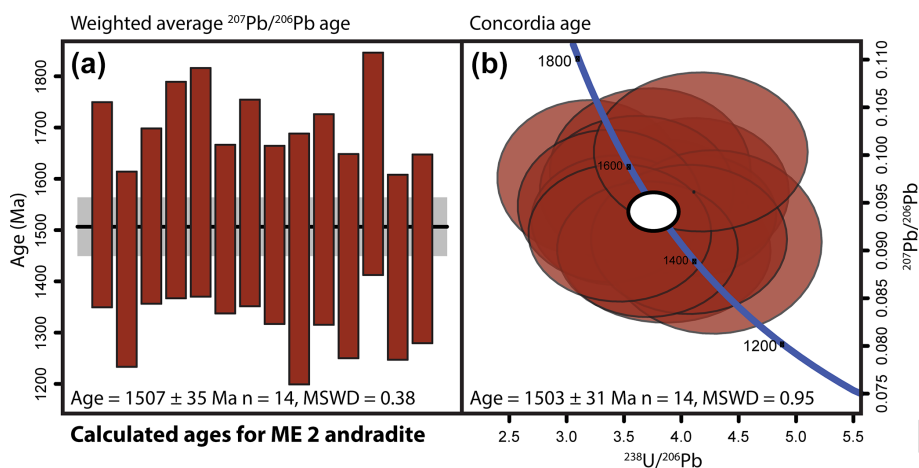 Weighted average ²⁰⁷Pb/²⁰⁶Pb age
Concordia age
(a)
Age (Ma)
1800
1700
1600
1500
1400
1300
1200
Age = 1507 ± 35 Ma n = 14, MSWD = 0.38
Calculated ages for ME 2 andradite
(b)
1800
1600
1400
1200
Age = 1503 ± 31 Ma n = 14, MSWD = 0.95
0.110
0.105
0.100
0.095
0.090
0.085
0.080
0.075
²⁰⁷Pb/²⁰⁶Pb
2.5 3.0 3.5 4.0 4.5 5.0 5.5
²³⁸U/²⁰⁶Pb